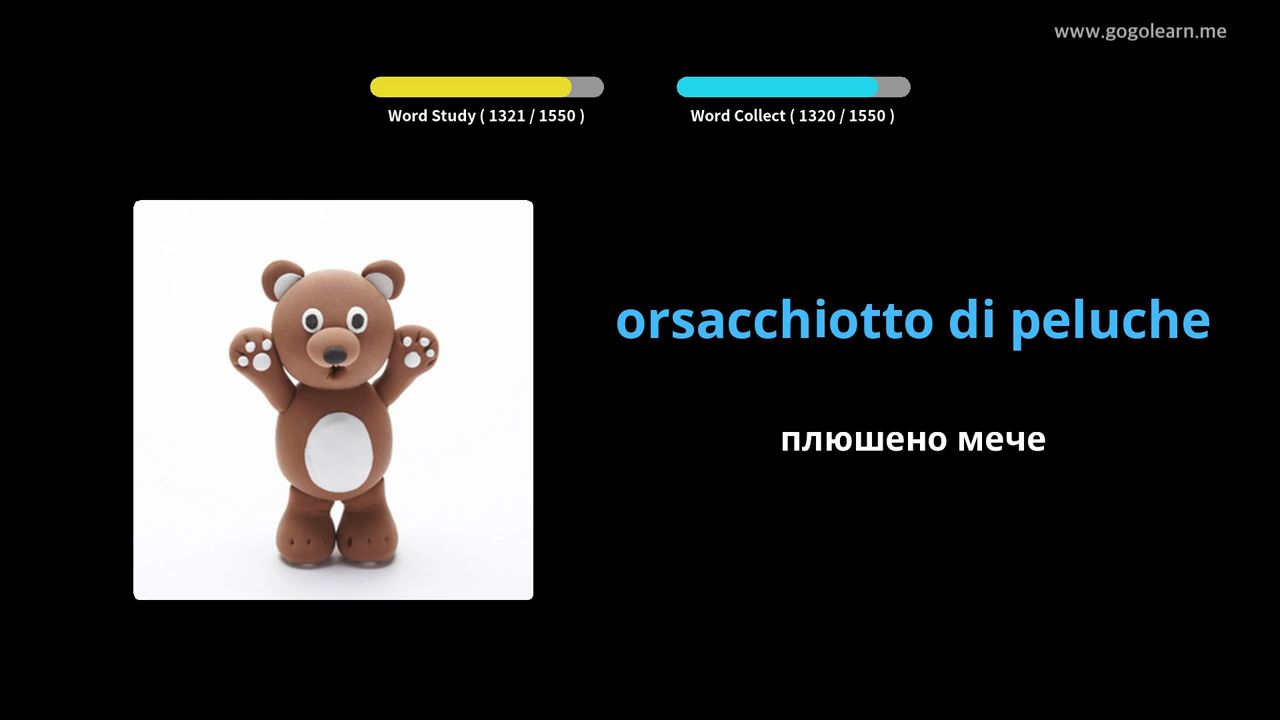 www.gogolearn.me
Word Study ( 1321 / 1550 )
Word Collect ( 1320 / 1550 )
orsacchiotto di peluche
плюшено мече